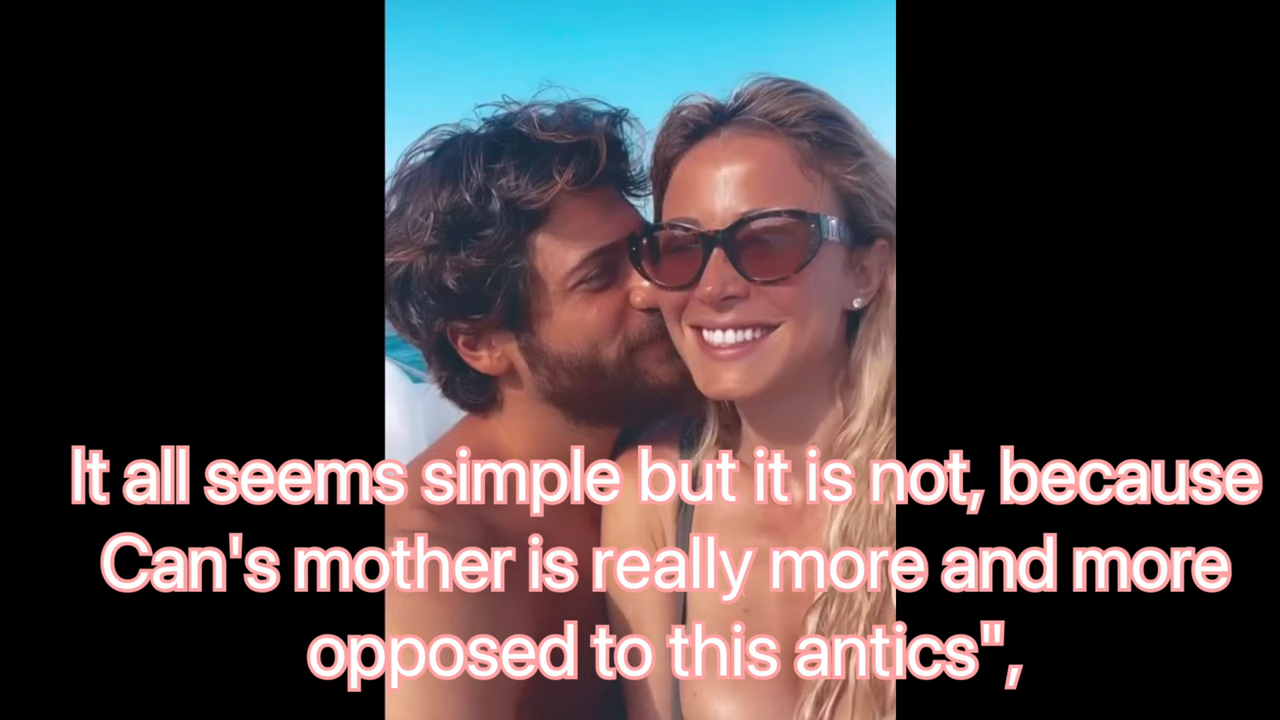 It all seems simple but it is not, because
Can's mother is really more and more
opposed to this antics",